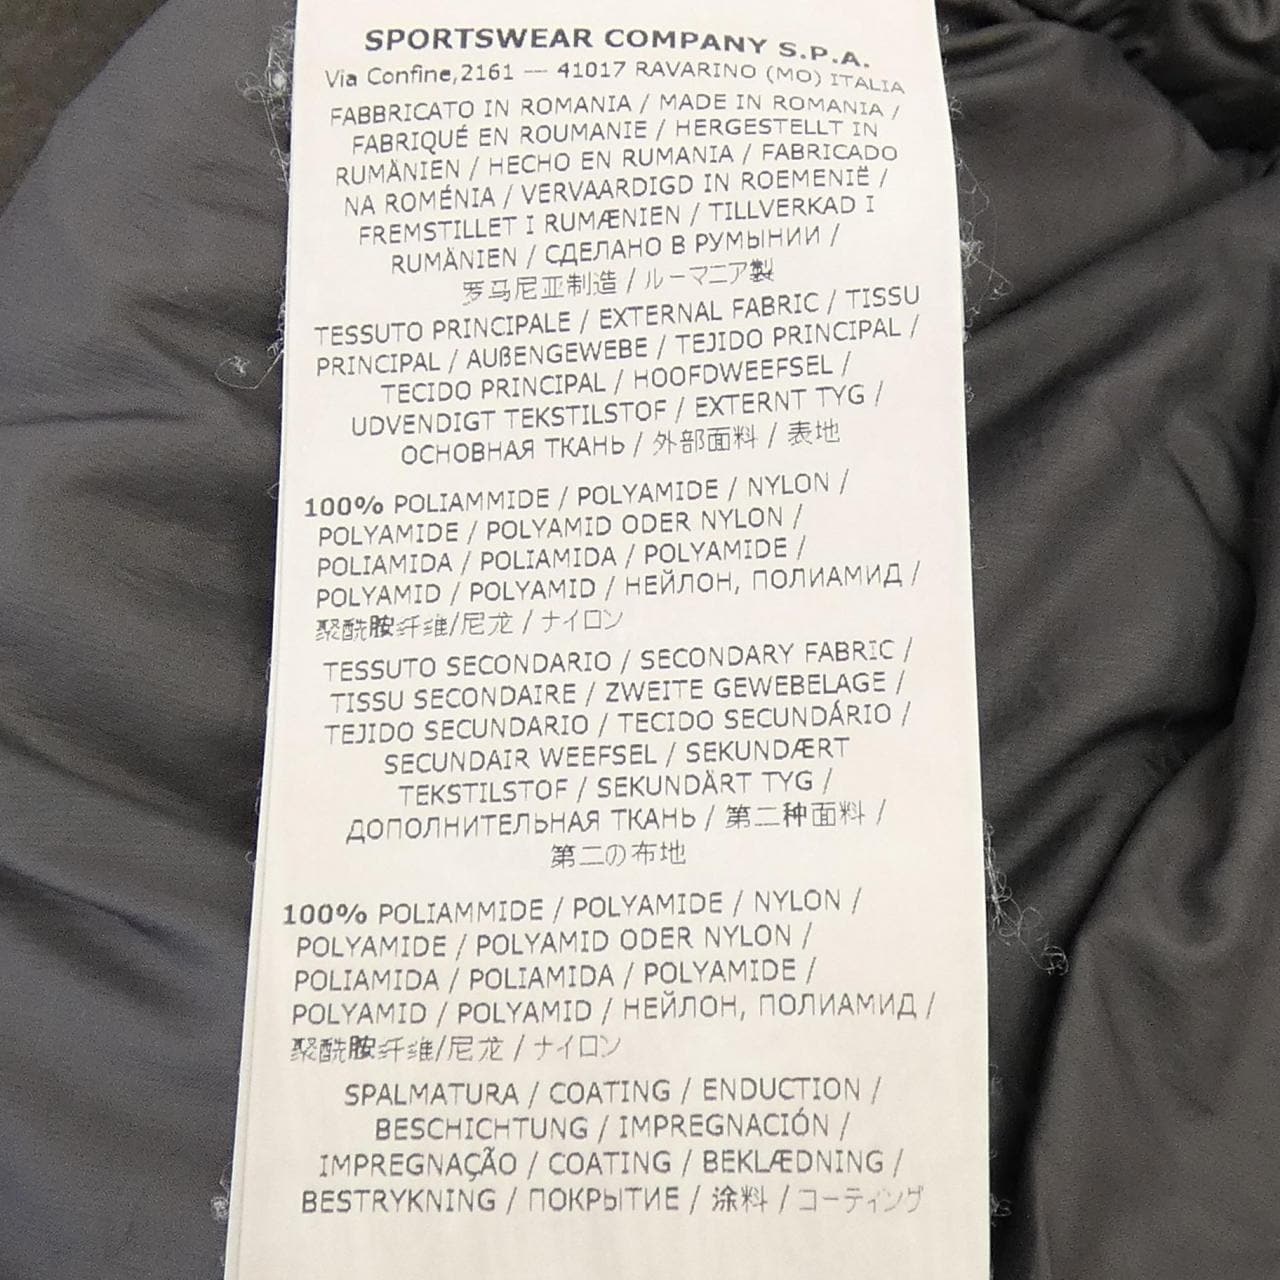 SPORTSWEAR COMPANY S.P.A.
Via Confine,2161 — 41017 RAVARINO (MO) ITALIA
FABBRICATO IN ROMANIA / MADE IN ROMANIA /
FABRIQUÉ EN ROUMANIE / HERGESTELLT IN
RUMÄNIEN / HECHO EN RUMANIA / FABRICADO
NA ROMÉNIA / VERVAARDIGD IN ROEMENIË /
FREMSTILLET I RUMÆNIEN / TILLVERKAD I
RUMÄNIEN / СДЕЛАНО В РУМЫНИИ /
罗马尼亚制造 / ルーマニア製
TESSUTO PRINCIPALE / EXTERNAL FABRIC / TISSU
PRINCIPAL / AUßENGEWEBE / TEJIDO PRINCIPAL /
TECIDO PRINCIPAL / HOOFDWEEFSEL /
UDVENDIGT TEKSTILSTOF / EXTERNT TYG /
ОСНОВНАЯ ТКАНЬ / 外部面料 / 表地
100% POLIAMMIDE / POLYAMIDE / NYLON /
POLYAMIDE / POLYAMID ODER NYLON /
POLIAMIDA / POLIAMIDA / POLYAMIDE /
POLYAMID / POLYAMID / НЕЙЛОН, ПОЛИАМИД /
聚酰胺纤维/尼龙 / ナイロン
TESSUTO SECONDARIO / SECONDARY FABRIC /
TISSU SECONDAIRE / ZWEITE GEWEBELAGE /
TEJIDO SECUNDARIO / TECIDO SECUNDÁRIO /
SECUNDAIR WEEFSEL / SEKUNDÆRT
TEKSTILSTOF / SEKUNDÄRT TYG /
ДОПОЛНИТЕЛЬНАЯ ТКАНЬ / 第二种面料 /
第二の布地
100% POLIAMMIDE / POLYAMIDE / NYLON /
POLYAMIDE / POLYAMID ODER NYLON /
POLIAMIDA / POLIAMIDA / POLYAMIDE /
POLYAMID / POLYAMID / НЕЙЛОН, ПОЛИАМИД /
聚酰胺纤维/尼龙 / ナイロン
SPALMATURA / COATING / ENDUCTION /
BESCHICHTUNG / IMPREGNACIÓN /
IMPREGNAÇÃO / COATING / BEKLÆDNING /
BESTRYKNING / ПОКРЫТИЕ / 涂料 / コーティング